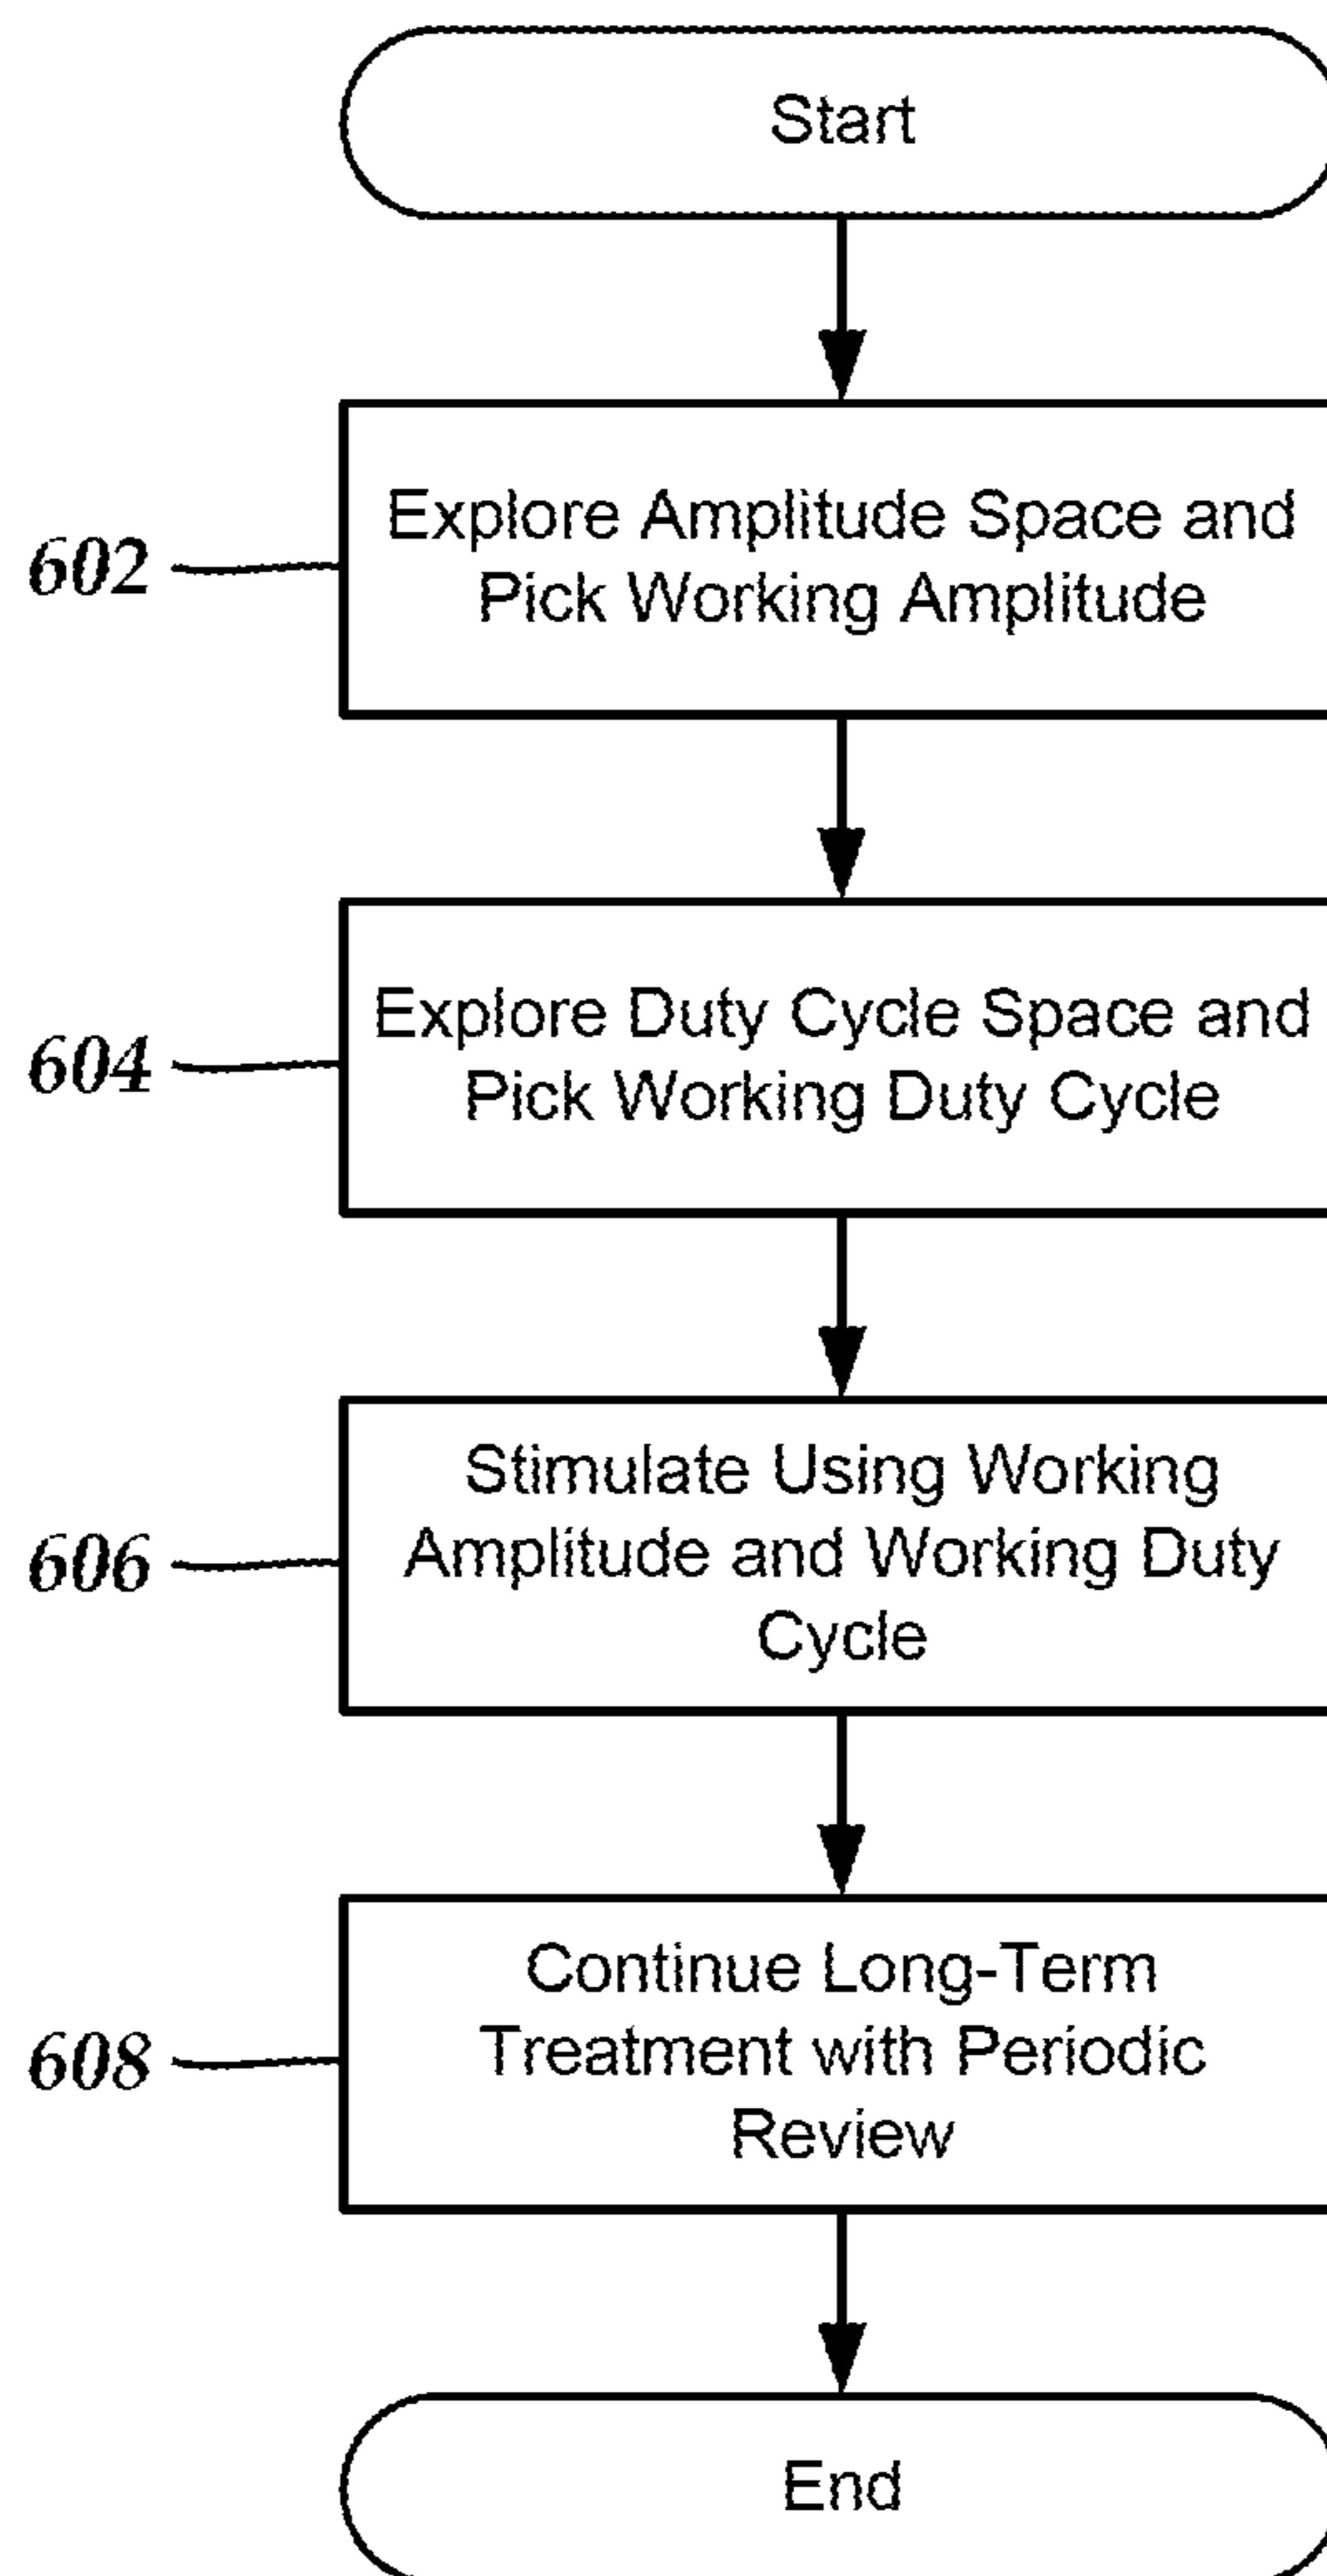 Start
602
Explore Amplitude Space and
Pick Working Amplitude
604
Explore Duty Cycle Space and
Pick Working Duty Cycle
606
Stimulate Using Working
Amplitude and Working Duty
Cycle
608
Continue Long-Term
Treatment with Periodic
Review
End